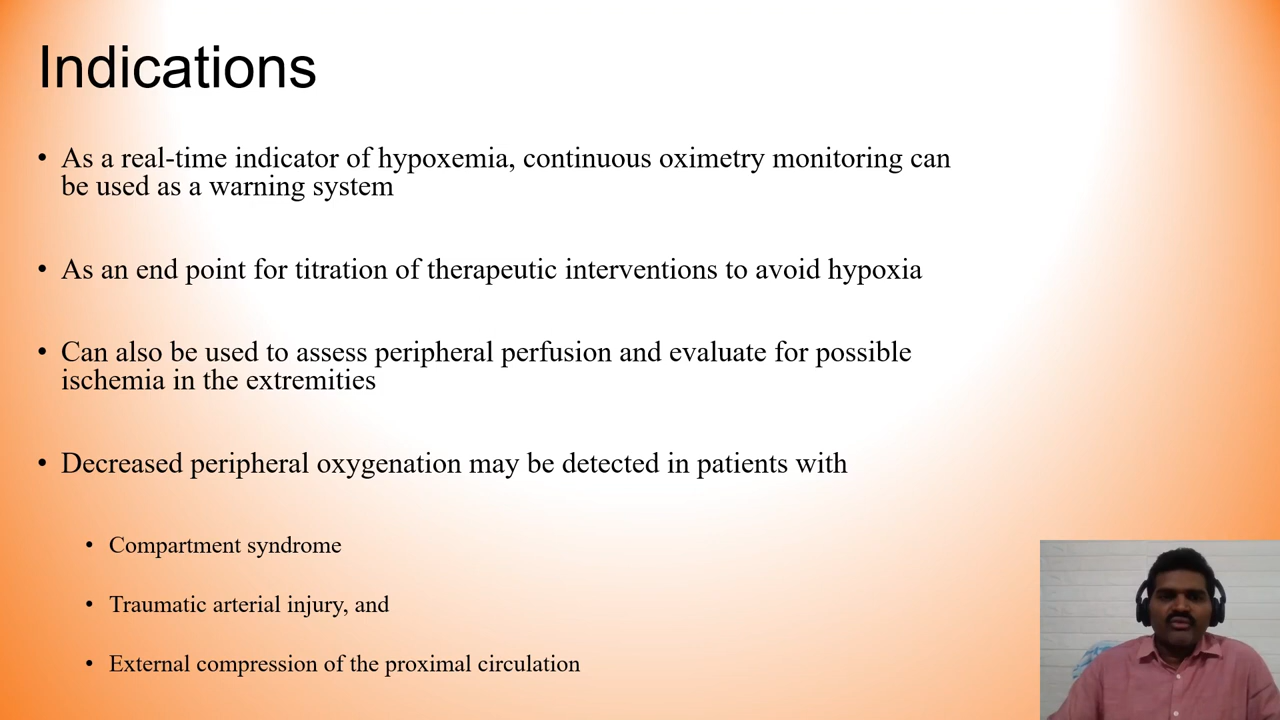 Indications
• As a real-time indicator of hypoxemia, continuous oximetry monitoring can
be used as a warning system
• As an end point for titration of therapeutic interventions to avoid hypoxia
• Can also be used to assess peripheral perfusion and evaluate for possible
ischemia in the extremities
• Decreased peripheral oxygenation may be detected in patients with
• Compartment syndrome
• Traumatic arterial injury, and
• External compression of the proximal circulation